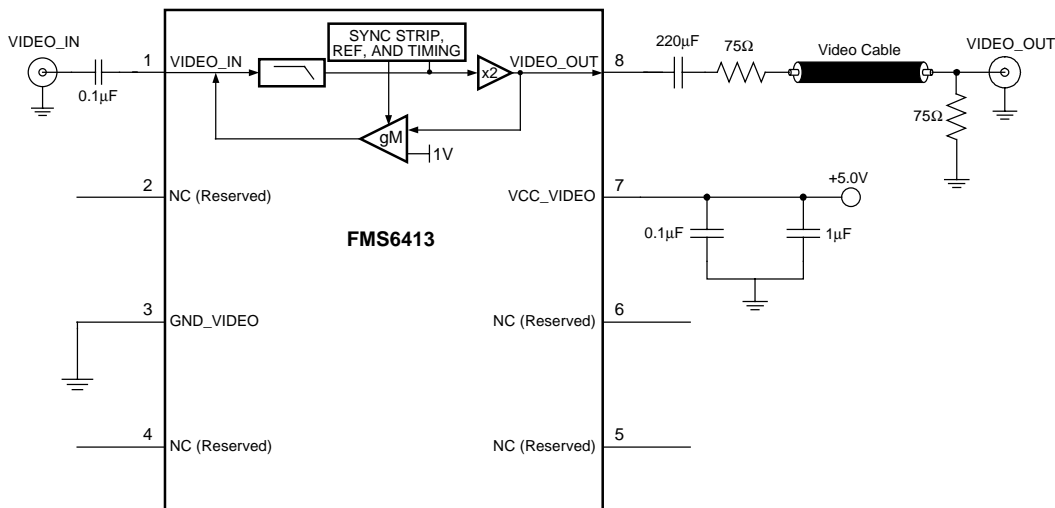 VIDEO_IN
0.1µF
1
VIDEO_IN
SYNC STRIP,
REF, AND TIMING
x2
VIDEO_OUT
gM
1V
8
220µF
75Ω
Video Cable
VIDEO_OUT
75Ω
2
NC (Reserved)
VCC_VIDEO
7
+5.0V
0.1µF
1µF
FMS6413
3
GND_VIDEO
NC (Reserved)
6
4
NC (Reserved)
NC (Reserved)
5